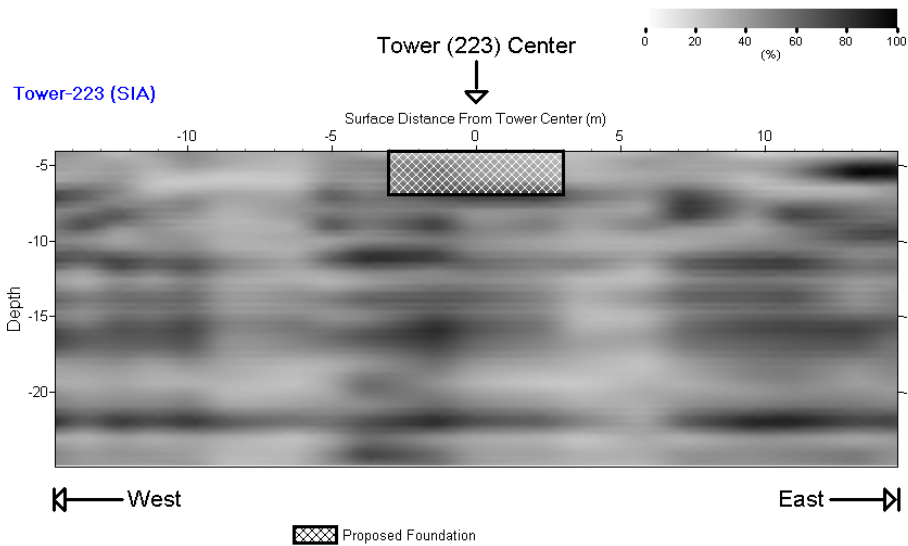 0 20 40 60 80 100
(%)
Tower (223) Center
Tower-223 (SIA)
Surface Distance From Tower Center (m)
-10 -5 0 5 10
-5
-10
-15
-20
Depth
West East
Proposed Foundation